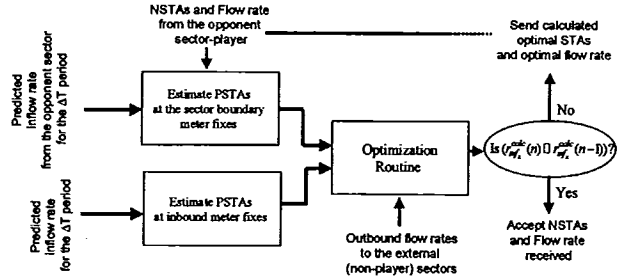 NSTAs and Flow rate
from the opponent
sector-player
Send calculated
optimal STAs
and optimal flow rate
Predicted
Inflow rate
from the opponent sector
for the ΔT period
Estimate PSTAs
at the sector boundary
meter fixes
No
Optimization
Routine
Is (
(n)
(n-1))?
Predicted
Inflow rate
for the ΔT period
Estimate PSTAs
at inbound meter fixes
Yes
Outbound flow rates
to the external
(non-player) sectors
Accept NSTAs
and Flow rate
received